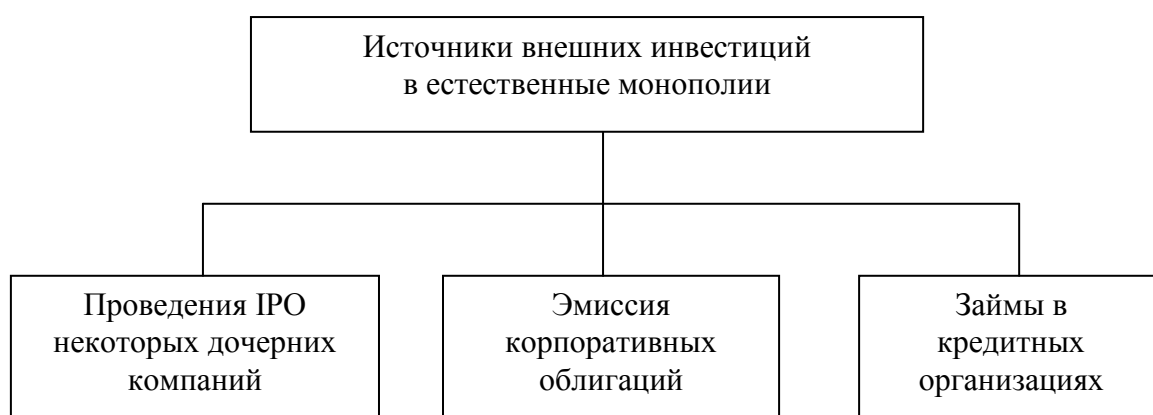 Источники внешних инвестиций
в естественные монополии
Проведения IPO
некоторых дочерних
компаний
Эмиссия
корпоративных
облигаций
Займы в
кредитных
организациях